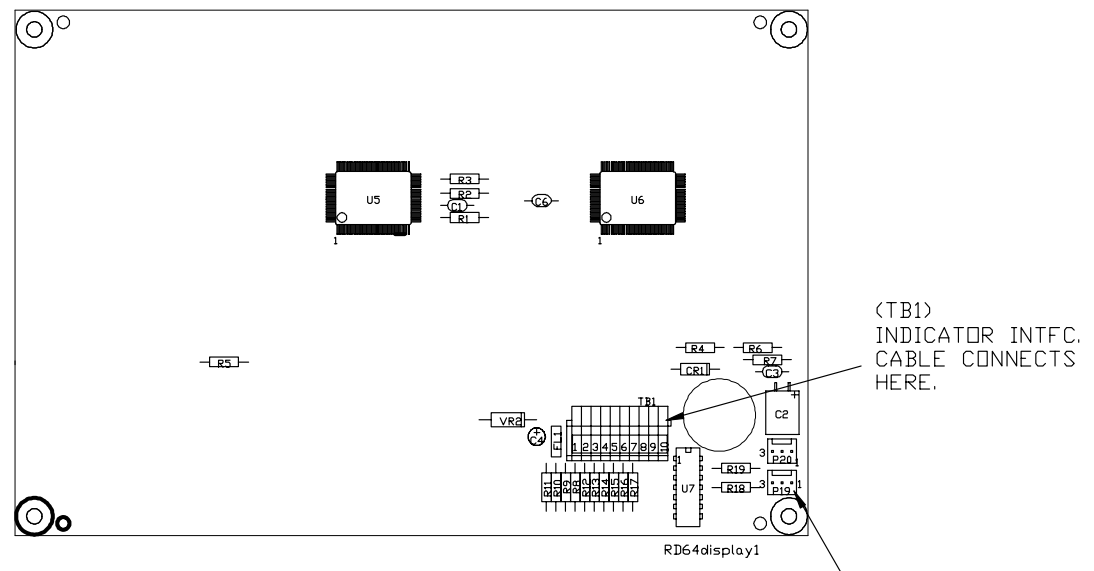 R3
R2
C1
R1
U5
C6
U6
1
1
(TB1)
INDICATOR INTFC.
CABLE CONNECTS
HERE.
R4
R6
R7
R5
CR1
C3
TB1
VR2
C4
FL1
+
+
C2
1 2 3 4 5 6 7 8 9 10
3 P20 1
R11 R10 R9 R8 R12 R13 R14 R15 R16 R17
1
U7
R19
R18
3 P19 1
RD64display1